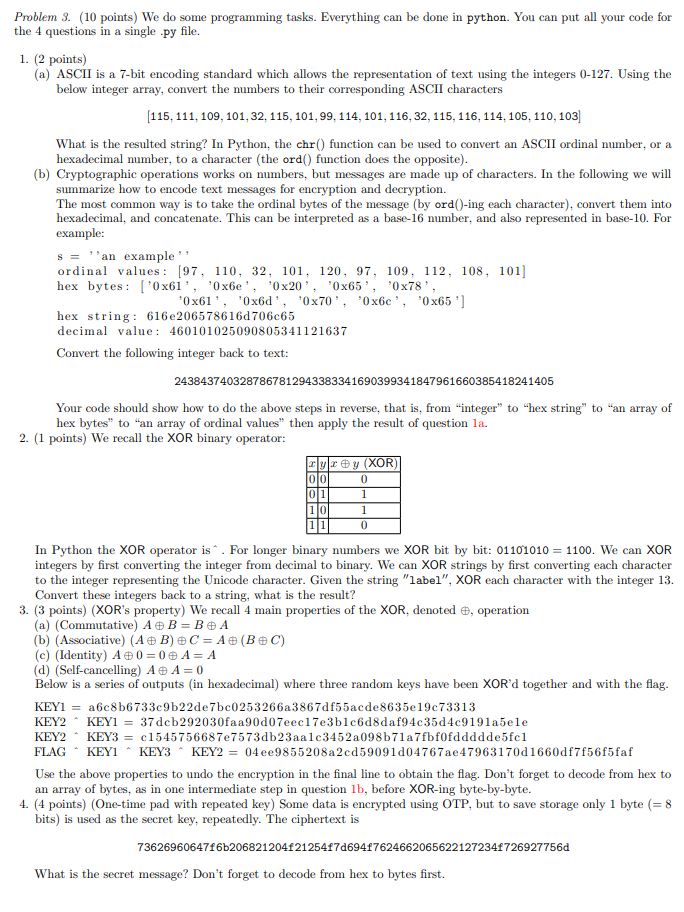 Problem 3. (10 points) We do some programming tasks. Everything can be done in python. You can put all your code for
the 4 questions in a single .py file.
1. (2 points)
(a) ASCII is a 7-bit encoding standard which allows the representation of text using the integers 0-127. Using the
below integer array, convert the numbers to their corresponding ASCII characters
[115, 111, 109, 101, 32, 115, 101, 99, 114, 101, 116, 32, 115, 116, 114, 105, 110, 103]
What is the resulted string? In Python, the chr() function can be used to convert an ASCII ordinal number, or a
hexadecimal number, to a character (the ord() function does the opposite).
(b) Cryptographic operations works on numbers, but messages are made up of characters. In the following we will
summarize how to encode text messages for encryption and decryption.
The most common way is to take the ordinal bytes of the message (by ord()-ing each character), convert them into
hexadecimal, and concatenate. This can be interpreted as a base-16 number, and also represented in base-10. For
example:
s = ''an example''
ordinal values: [97, 110, 32, 101, 120, 97, 109, 112, 108, 101]
hex bytes: ['0x61', '0x6e', '0x20', '0x65', '0x78',
'0x61', '0x6d', '0x70', '0x6c', '0x65']
hex string: 616e206578616d706c65
decimal value: 460101025090805341121637
Convert the following integer back to text:
2438437403287867812943383341690399341847961660385418241405
Your code should show how to do the above steps in reverse, that is, from “integer” to “hex string” to “an array of
hex bytes” to “an array of ordinal values” then apply the result of question 1a.
2. (1 points) We recall the XOR binary operator:
x y x ⊕ y (XOR)
0 0 0
0 1 1
1 0 1
1 1 0
In Python the XOR operator is ^ . For longer binary numbers we XOR bit by bit: 0110^1010 = 1100. We can XOR
integers by first converting the integer from decimal to binary. We can XOR strings by first converting each character
to the integer representing the Unicode character. Given the string "label", XOR each character with the integer 13.
Convert these integers back to a string, what is the result?
3. (3 points) (XOR's property) We recall 4 main properties of the XOR, denoted ⊕, operation
(a) (Commutative) A ⊕ B = B ⊕ A
(b) (Associative) (A ⊕ B) ⊕ C = A ⊕ (B ⊕ C)
(c) (Identity) A ⊕ 0 = 0 ⊕ A = A
(d) (Self-cancelling) A ⊕ A = 0
Below is a series of outputs (in hexadecimal) where three random keys have been XOR'd together and with the flag.
KEY1 = a6c8b6733c9b22de7bc0253266a3867df55acde8635e19c73313
KEY2 ^ KEY1 = 37dcb292030faa90d07eec17e3b1c6d8daf94c35d4c9191a5e1e
KEY2 ^ KEY3 = c1545756687e7573db23aa1c3452a098b71a7fbf0fddddde5fc1
FLAG ^ KEY1 ^ KEY3 ^ KEY2 = 04ee9855208a2cd59091d04767ae47963170d1660df7f56f5faf
Use the above properties to undo the encryption in the final line to obtain the flag. Don't forget to decode from hex to
an array of bytes, as in one intermediate step in question 1b, before XOR-ing byte-by-byte.
4. (4 points) (One-time pad with repeated key) Some data is encrypted using OTP, but to save storage only 1 byte (= 8
bits) is used as the secret key, repeatedly. The ciphertext is
73626960647f6b206821204f21254f7d694f7624662065622127234f726927756d
What is the secret message? Don't forget to decode from hex to bytes first.